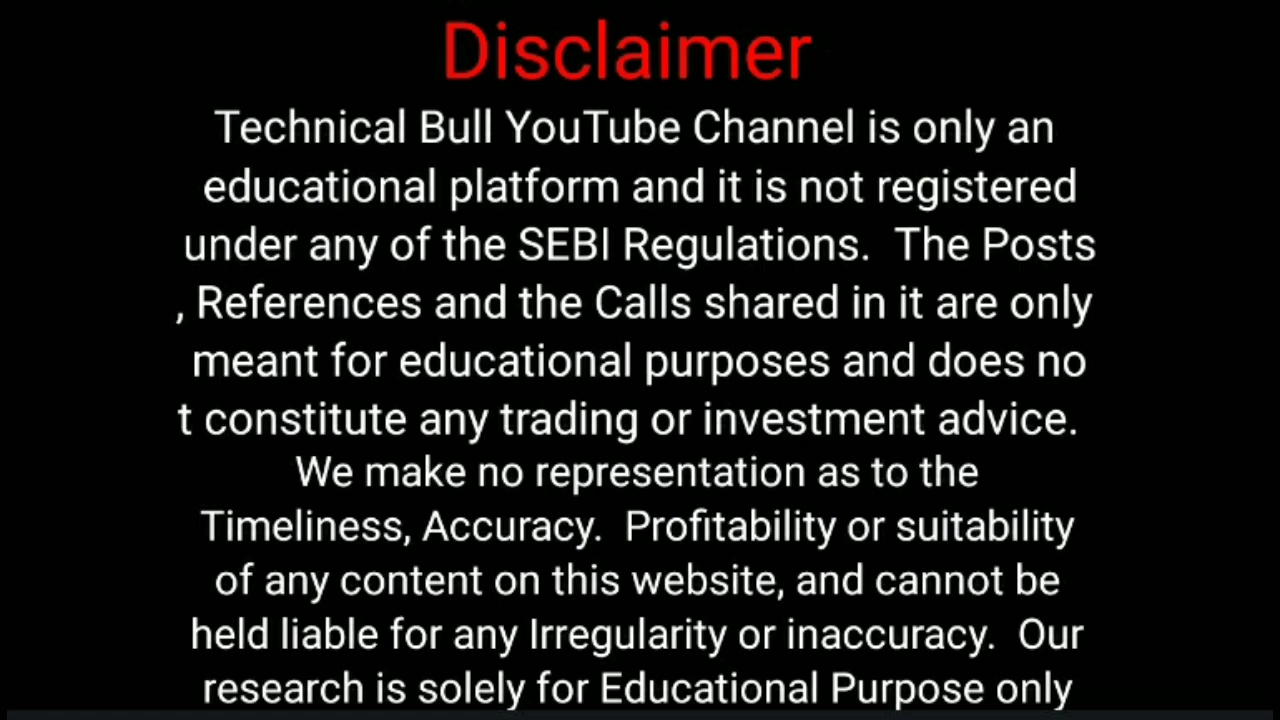 Disclaimer
Technical Bull YouTube Channel is only an
educational platform and it is not registered
under any of the SEBI Regulations.  The Posts
, References and the Calls shared in it are only
meant for educational purposes and does no
t constitute any trading or investment advice.
We make no representation as to the
Timeliness, Accuracy.  Profitability or suitability
of any content on this website, and cannot be
held liable for any Irregularity or inaccuracy.  Our
research is solely for Educational Purpose only